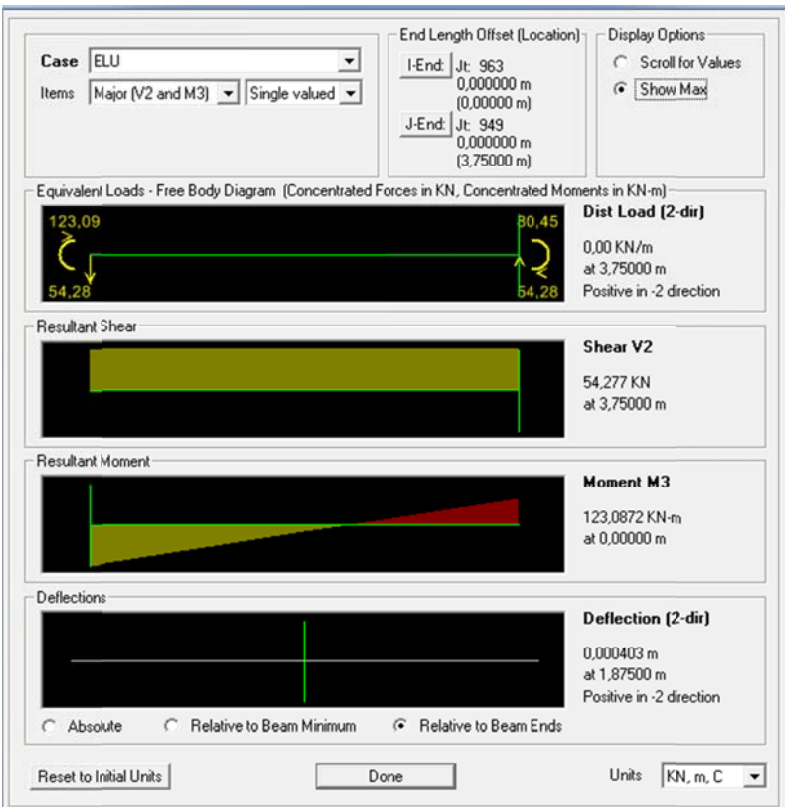 Case ELU
Items Major (V2 and M3) Single valued
End Length Offset (Location)
I-End: Jt: 963
0,000000 m
(0,00000 m)
J-End: Jt: 949
0,000000 m
(3,75000 m)
Display Options
Scroll for Values
Show Max
Equivalent Loads - Free Body Diagram (Concentrated Forces in KN, Concentrated Moments in KN-m)
123,09 80,45
54,28 54,28
Dist Load (2-dir)
0,00 KN/m
at 3,75000 m
Positive in -2 direction
Resultant Shear
Shear V2
54,277 KN
at 3,75000 m
Resultant Moment
Moment M3
123,0872 KN-m
at 0,00000 m
Deflections
Deflection (2-dir)
0,000403 m
at 1,87500 m
Positive in -2 direction
Absolute Relative to Beam Minimum Relative to Beam Ends
Reset to Initial Units Done Units KN, m, C